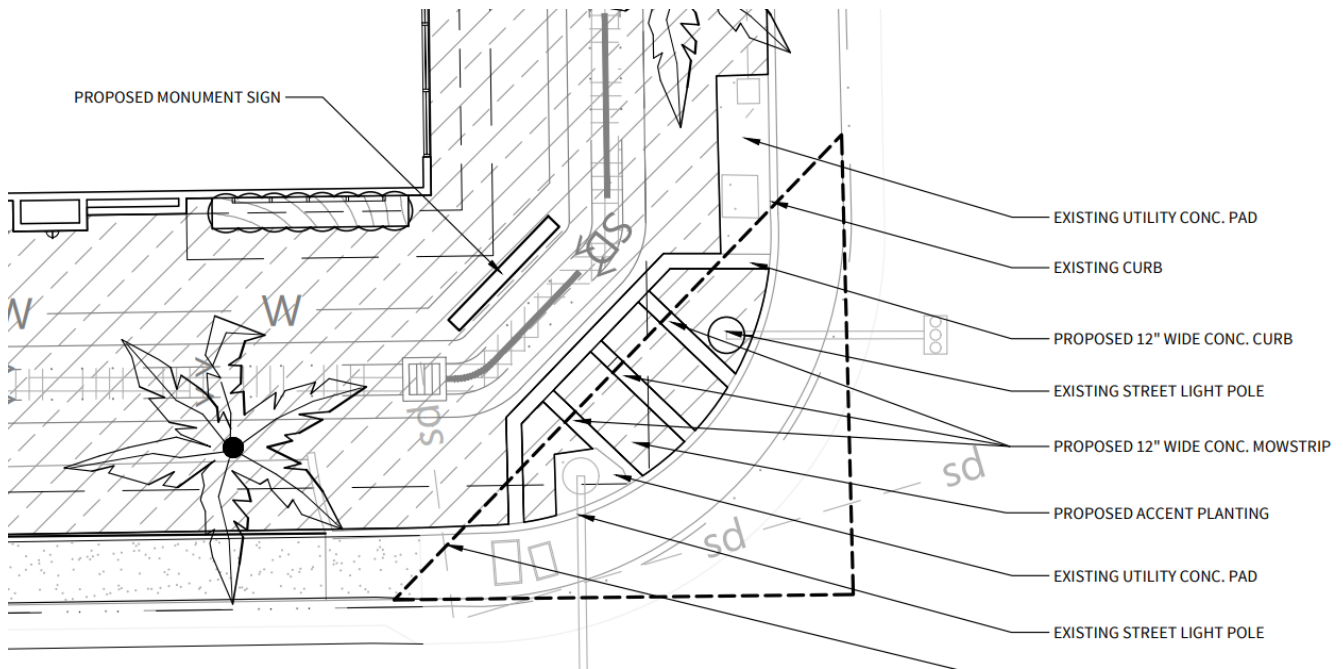 PROPOSED MONUMENT SIGN
EXISTING UTILITY CONC. PAD
EXISTING CURB
PROPOSED 12" WIDE CONC. CURB
EXISTING STREET LIGHT POLE
PROPOSED 12" WIDE CONC. MOWSTRIP
PROPOSED ACCENT PLANTING
EXISTING UTILITY CONC. PAD
EXISTING STREET LIGHT POLE
sd
W
W
sd
sd
sd